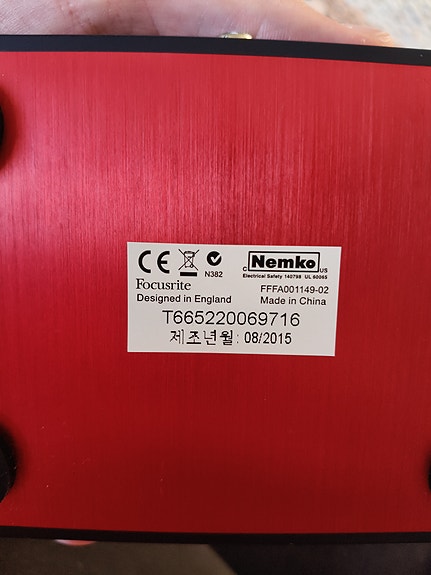 CE
N382
C Nemko US
Electrical Safety 140798 UL 60065
Focusrite
FFFA001149-02
Designed in England
Made in China
T665220069716
제조년월: 08/2015